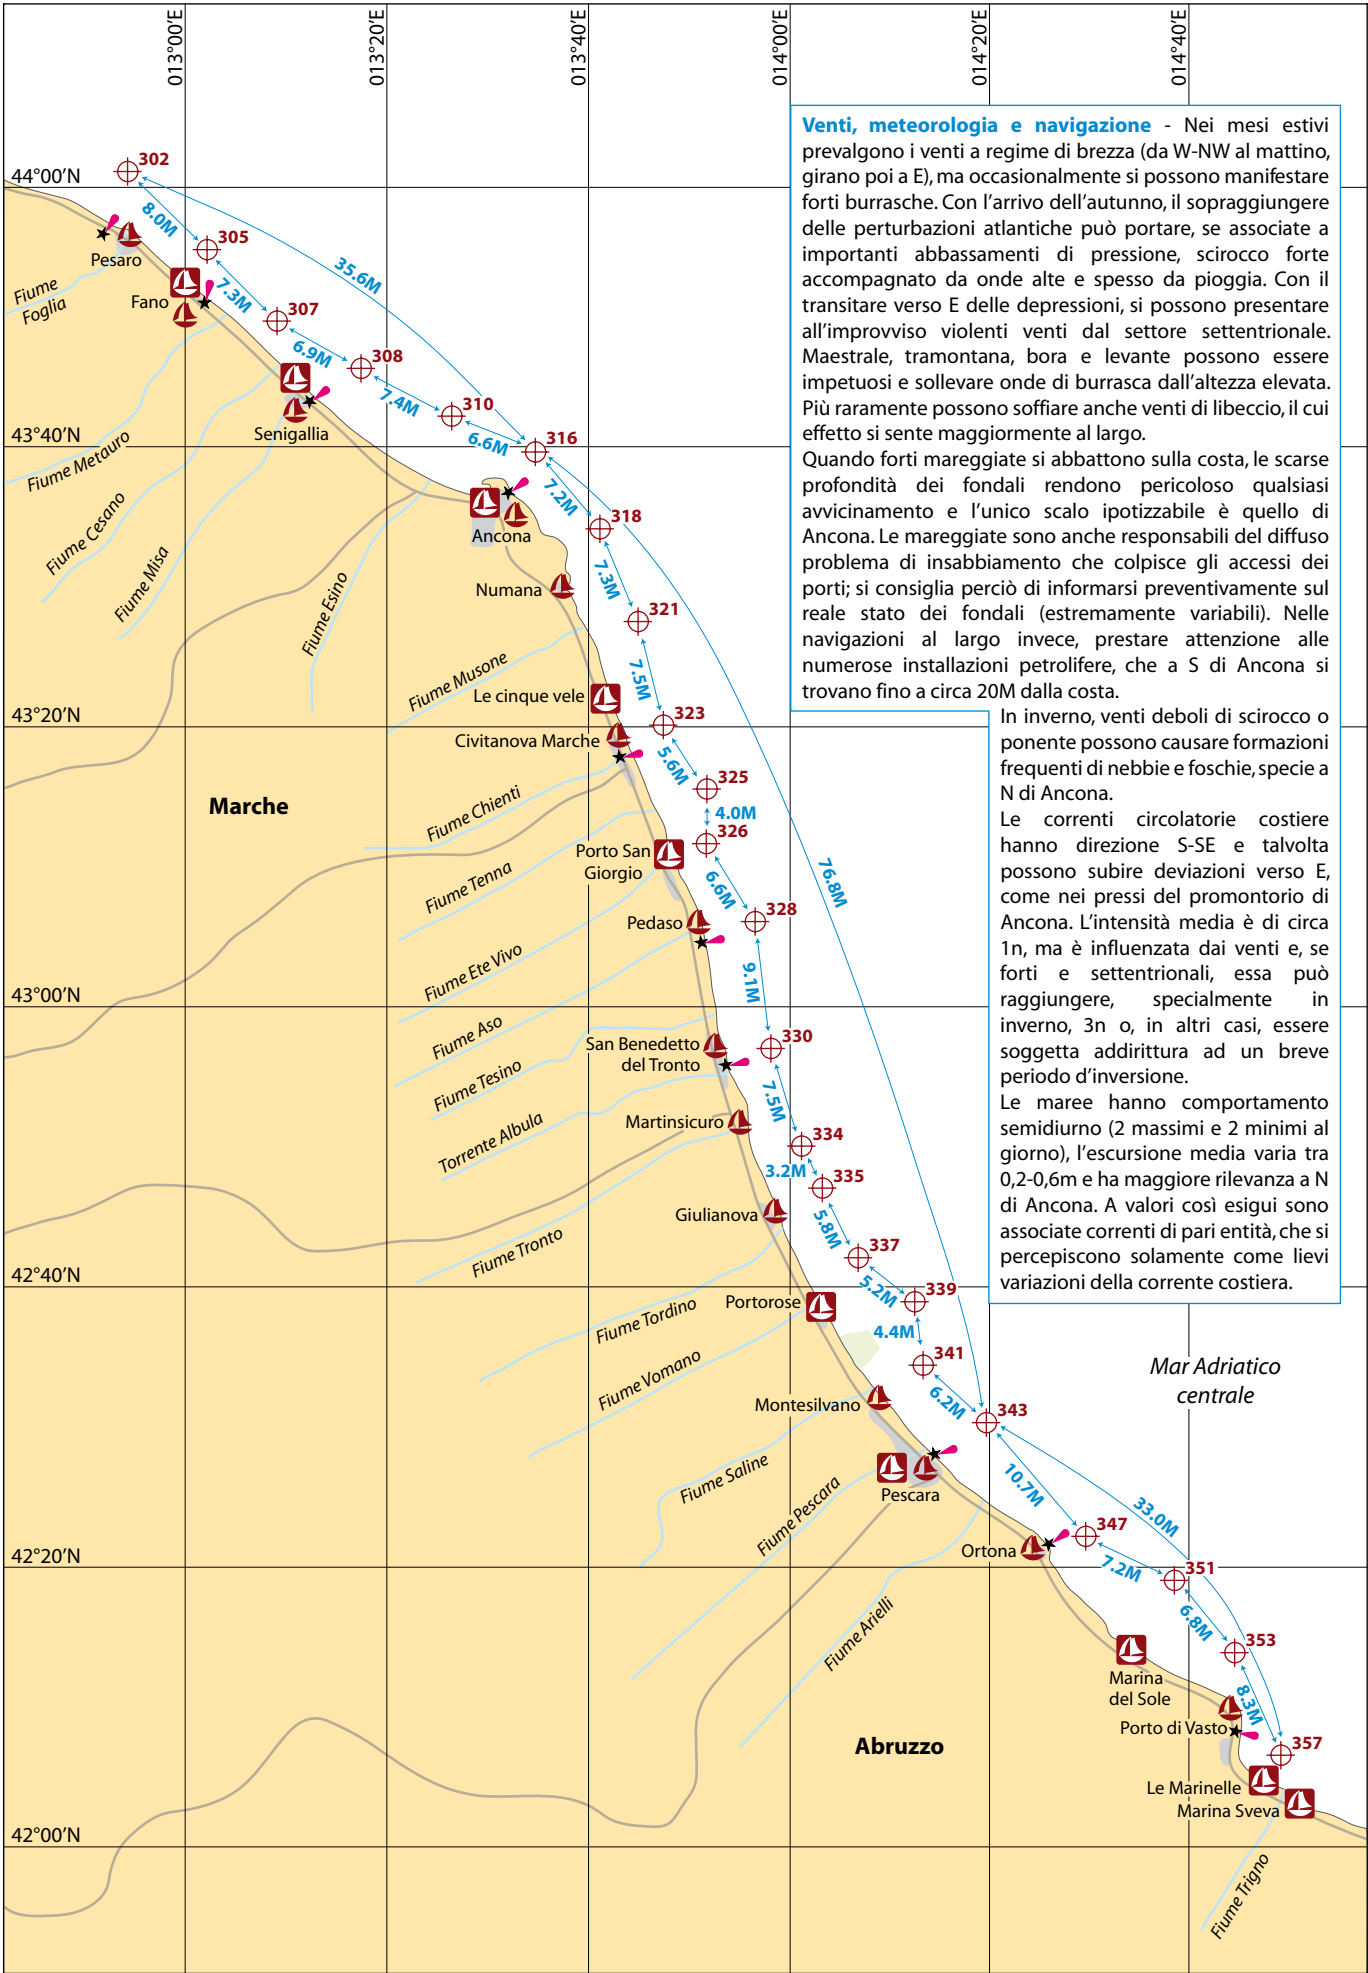 013°00'E
013°20'E
013°40'E
014°00'E
014°20'E
014°40'E
Venti, meteorologia e navigazione - Nei mesi estivi
prevalgono i venti a regime di brezza (da W-NW al mattino,
girano poi a E), ma occasionalmente si possono manifestare
forti burrasche. Con l'arrivo dell'autunno, il sopraggiungere
delle perturbazioni atlantiche può portare, se associate a
importanti abbassamenti di pressione, scirocco forte
accompagnato da onde alte e spesso da pioggia. Con il
transitare verso E delle depressioni, si possono presentare
all'improvviso violenti venti dal settore settentrionale.
Maestrale, tramontana, bora e levante possono essere
impetuosi e sollevare onde di burrasca dall'altezza elevata.
Più raramente possono soffiare anche venti di libeccio, il cui
effetto si sente maggiormente al largo.
Quando forti mareggiate si abbattono sulla costa, le scarse
profondità dei fondali rendono pericoloso qualsiasi
avvicinamento e l'unico scalo ipotizzabile è quello di
Ancona. Le mareggiate sono anche responsabili del diffuso
problema di insabbiamento che colpisce gli accessi dei
porti; si consiglia perciò di informarsi preventivamente sul
reale stato dei fondali (estremamente variabili). Nelle
navigazioni al largo invece, prestare attenzione alle
numerose installazioni petrolifere, che a S di Ancona si
trovano fino a circa 20M dalla costa.
In inverno, venti deboli di scirocco o
ponente possono causare formazioni
frequenti di nebbie e foschie, specie a
N di Ancona.
Le correnti circolatorie costiere
hanno direzione S-SE e talvolta
possono subire deviazioni verso E,
come nei pressi del promontorio di
Ancona. L'intensità media è di circa
1n, ma è influenzata dai venti e, se
forti e settentrionali, essa può
raggiungere, specialmente in
inverno, 3n o, in altri casi, essere
soggetta addirittura ad un breve
periodo d'inversione.
Le maree hanno comportamento
semidiurno (2 massimi e 2 minimi al
giorno), l'escursione media varia tra
0,2-0,6m e ha maggiore rilevanza a N
di Ancona. A valori così esigui sono
associate correnti di pari entità, che si
percepiscono solamente come lievi
variazioni della corrente costiera.
44°00'N
43°40'N
43°20'N
43°00'N
42°40'N
42°20'N
42°00'N
302
8.0M
305
35.6M
7.3M
307
6.9M
308
7.4M
310
6.6M
316
7.2M
318
7.3M
321
7.5M
323
5.6M
325
4.0M
326
6.6M
76.8M
328
9.1M
330
7.5M
334
3.2M
335
5.8M
337
5.2M
339
4.4M
341
6.2M
343
10.7M
33.0M
347
7.2M
351
6.8M
353
8.3M
357
Pesaro
Fiume
Foglia
Fano
Senigallia
Fiume Metauro
Fiume Cesano
Fiume Misa
Fiume Esino
Ancona
Numana
Fiume Musone
Le cinque vele
Civitanova Marche
Marche
Fiume Chienti
Porto San
Giorgio
Fiume Tenna
Pedaso
Fiume Ete Vivo
Fiume Aso
San Benedetto
del Tronto
Fiume Tesino
Martinsicuro
Torrente Albula
Giulianova
Fiume Tronto
Portorose
Fiume Tordino
Fiume Vomano
Mar Adriatico
centrale
Montesilvano
Fiume Saline
Pescara
Fiume Pescara
Ortona
Fiume Arielli
Marina
del Sole
Porto di Vasto
Abruzzo
Le Marinelle
Marina Sveva
Fiume Trigno